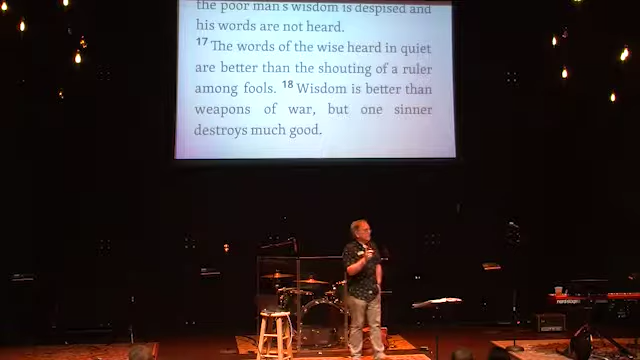 the poor man's wisdom is despised and
his words are not heard.
17 The words of the wise heard in quiet
are better than the shouting of a ruler
among fools. 18 Wisdom is better than
weapons of war, but one sinner
destroys much good.
nord stage